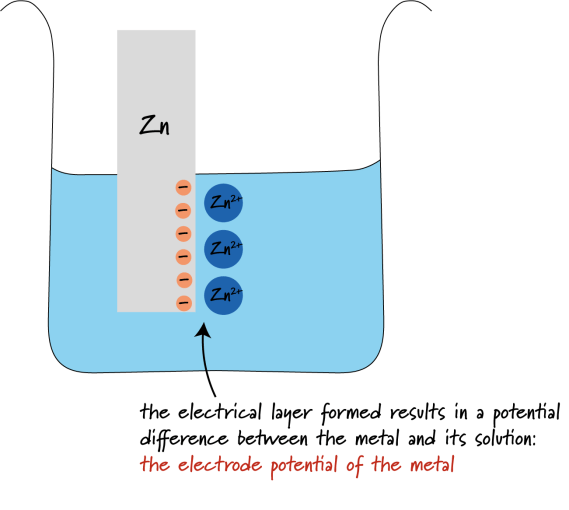 Zn
−
−
Zn²⁺
−
−
Zn²⁺
−
Zn²⁺
−
the electrical layer formed results in a potential
difference between the metal and its solution:
the electrode potential of the metal